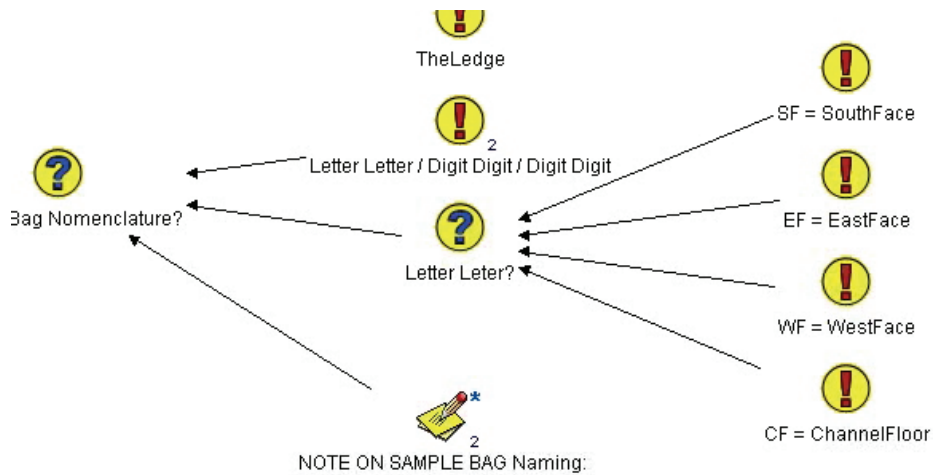 TheLedge
SF = SouthFace
2
Letter Letter / Digit Digit / Digit Digit
Bag Nomenclature?
EF = EastFace
Letter Leter?
WF = WestFace
CF = ChannelFloor
*
2
NOTE ON SAMPLE BAG Naming: